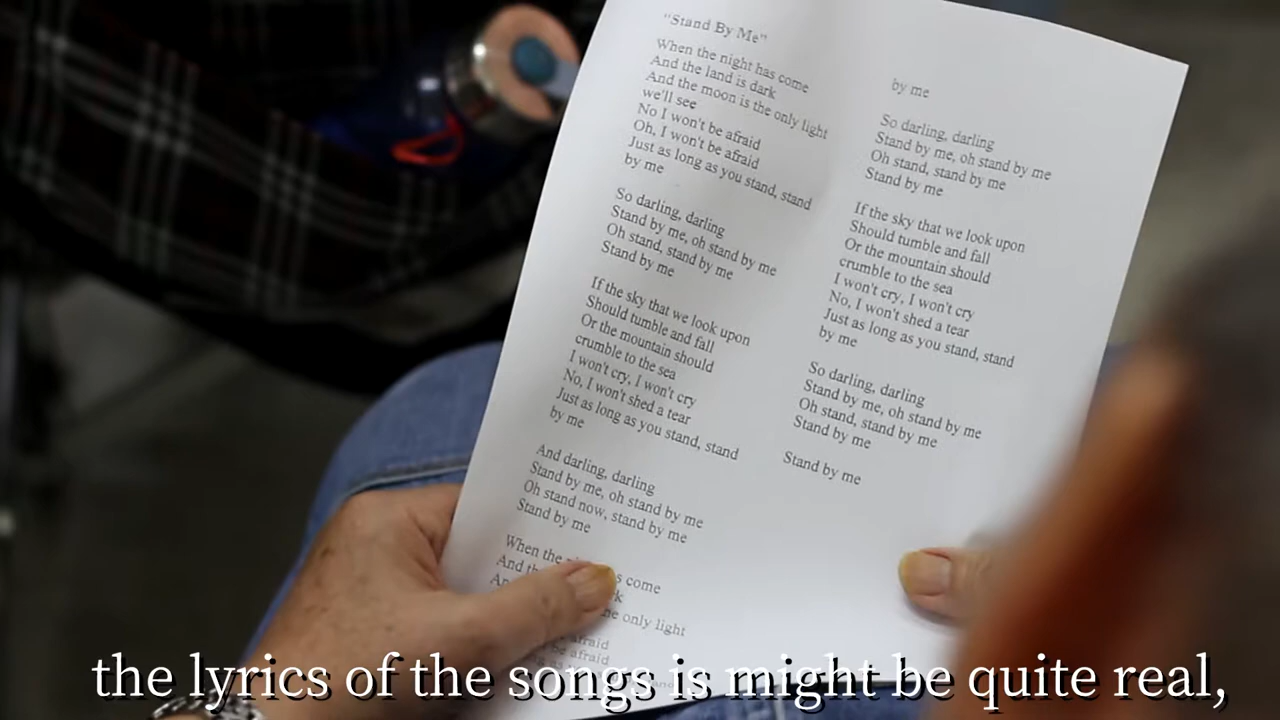 "Stand By Me"
When the night has come
And the land is dark
And the moon is the only light
we'll see
No I won't be afraid
Oh, I won't be afraid
Just as long as you stand, stand
by me
So darling, darling
Stand by me, oh stand by me
Oh stand, stand by me
Stand by me
If the sky that we look upon
Should tumble and fall
Or the mountain should
crumble to the sea
I won't cry, I won't cry
No, I won't shed a tear
Just as long as you stand, stand
by me
And darling, darling
Stand by me, oh stand by me
Oh stand now, stand by me
Stand by me
When the s come
And th k
An he only light
afraid
be afraid
by me
So darling, darling
Stand by me, oh stand by me
Oh stand, stand by me
Stand by me
If the sky that we look upon
Should tumble and fall
Or the mountain should
crumble to the sea
I won't cry, I won't cry
No, I won't shed a tear
Just as long as you stand, stand
by me
So darling, darling
Stand by me, oh stand by me
Oh stand, stand by me
Stand by me
Stand by me
the lyrics of the songs is might be quite real,